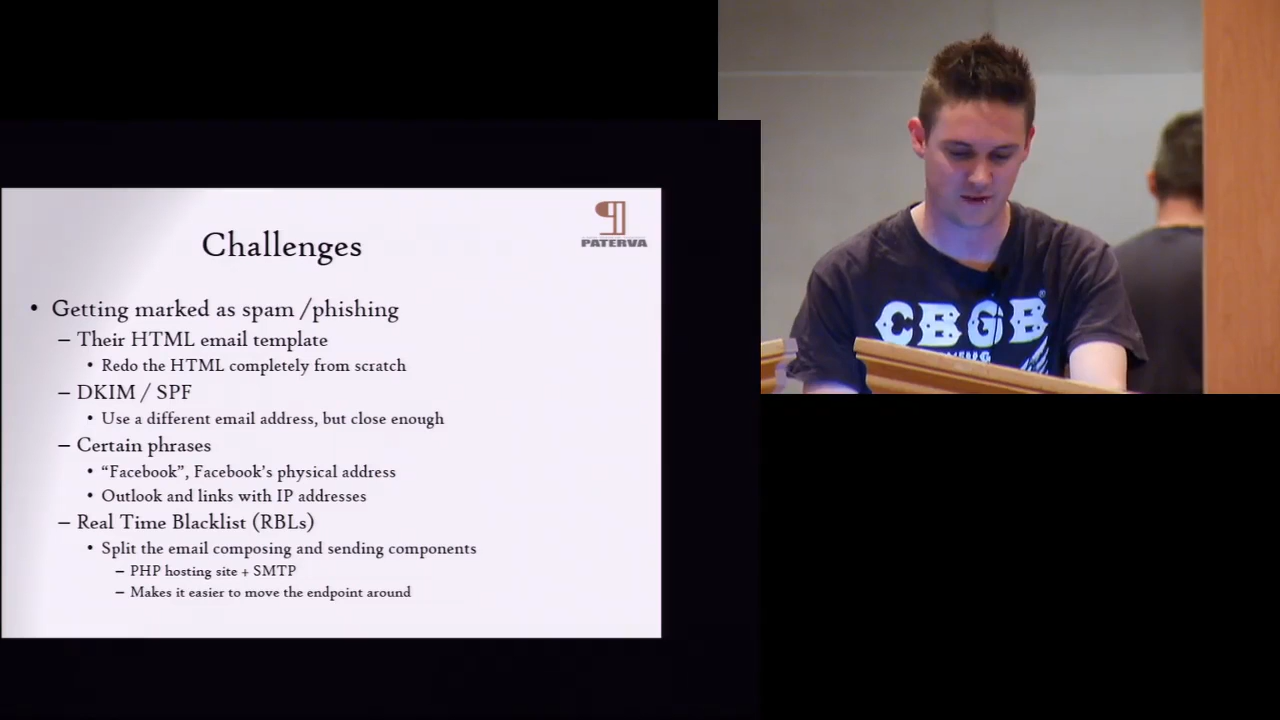 PATERVA
Challenges
• Getting marked as spam /phishing
– Their HTML email template
• Redo the HTML completely from scratch
– DKIM / SPF
• Use a different email address, but close enough
– Certain phrases
• “Facebook”, Facebook’s physical address
• Outlook and links with IP addresses
– Real Time Blacklist (RBLs)
• Split the email composing and sending components
– PHP hosting site + SMTP
– Makes it easier to move the endpoint around
CBGB®